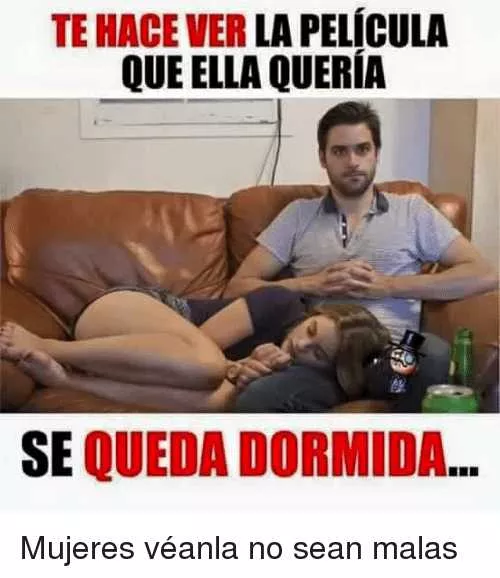 TE HACE VER LA PELÍCULA
QUE ELLA QUERÍA
SE QUEDA DORMIDA...
Mujeres véanla no sean malas